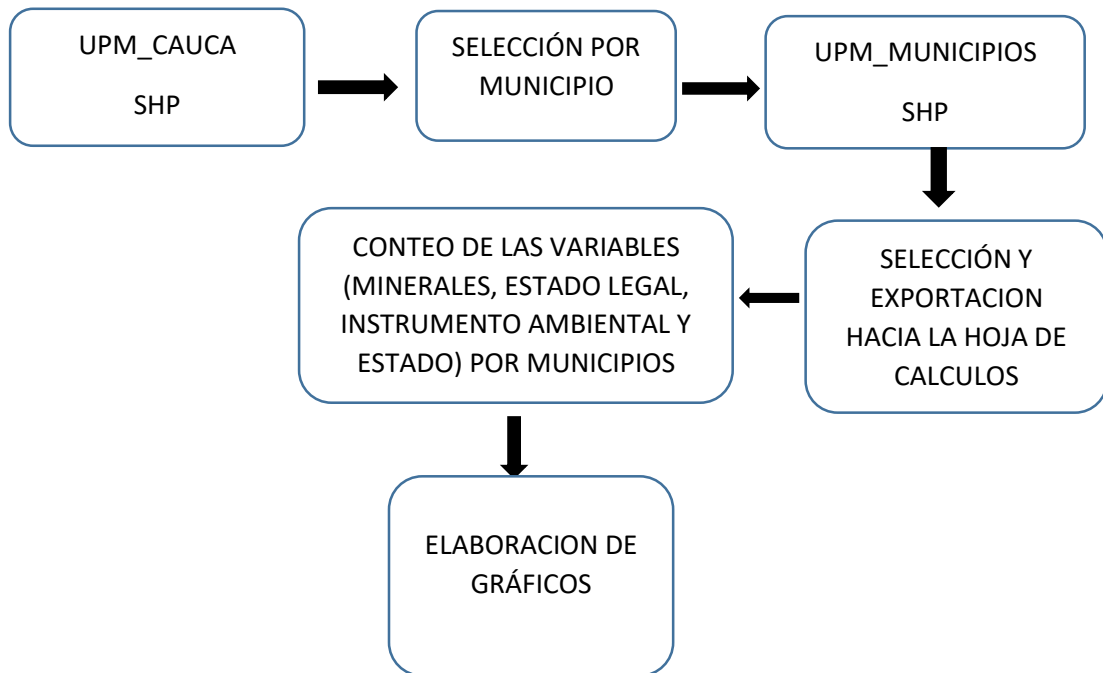 UPM_CAUCA
SHP
SELECCIÓN POR
MUNICIPIO
UPM_MUNICIPIOS
SHP
SELECCIÓN Y
EXPORTACION
HACIA LA HOJA DE
CALCULOS
CONTEO DE LAS VARIABLES
(MINERALES, ESTADO LEGAL,
INSTRUMENTO AMBIENTAL Y
ESTADO) POR MUNICIPIOS
ELABORACION DE
GRÁFICOS